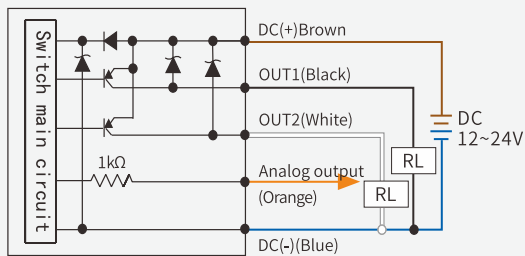 Switch main circuit
DC(+)Brown
OUT1(Black)
OUT2(White)
1kΩ
Analog output
(Orange)
DC(-)(Blue)
RL
RL
DC
12~24V